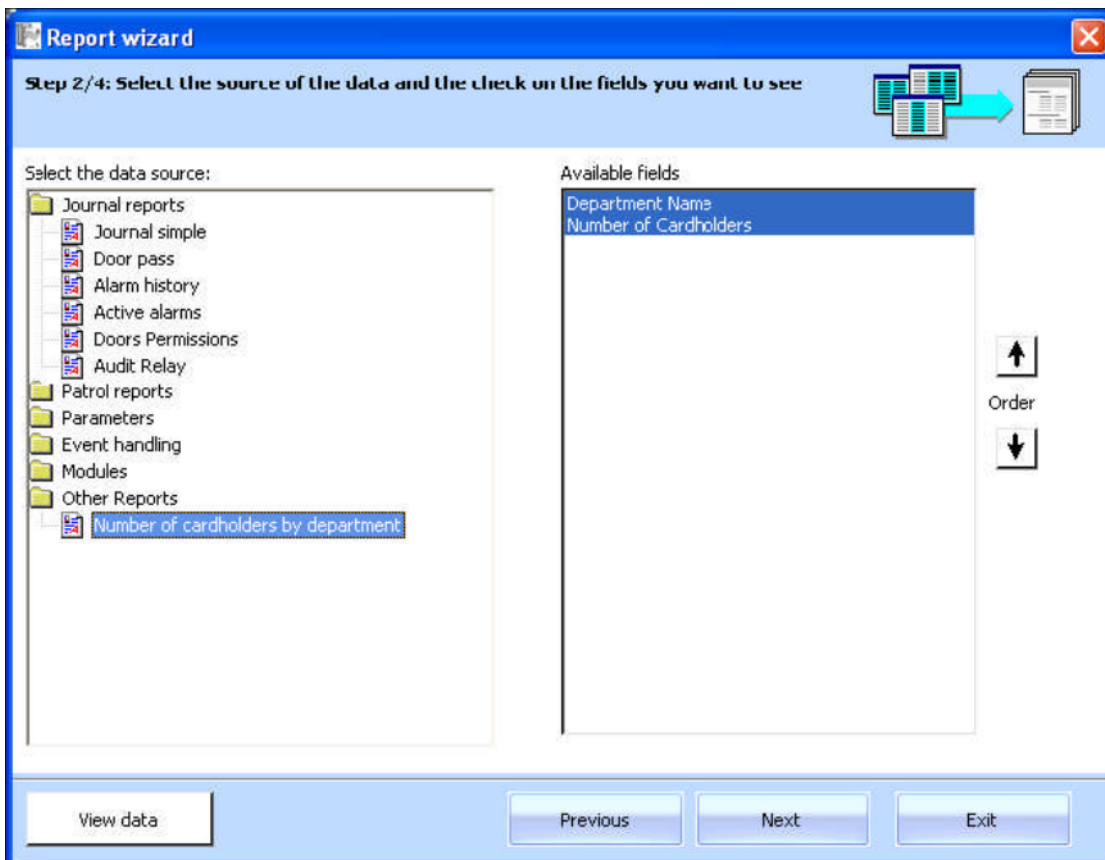 Report wizard
Step 2/4: Select the source of the data and the check on the fields you want to see
Select the data source:
Journal reports
Journal simple
Door pass
Alarm history
Active alarms
Doors Permissions
Audit Relay
Patrol reports
Parameters
Event handling
Modules
Other Reports
Number of cardholders by department
Available fields
Department Name
Number of Cardholders
Order
View data
Previous
Next
Exit